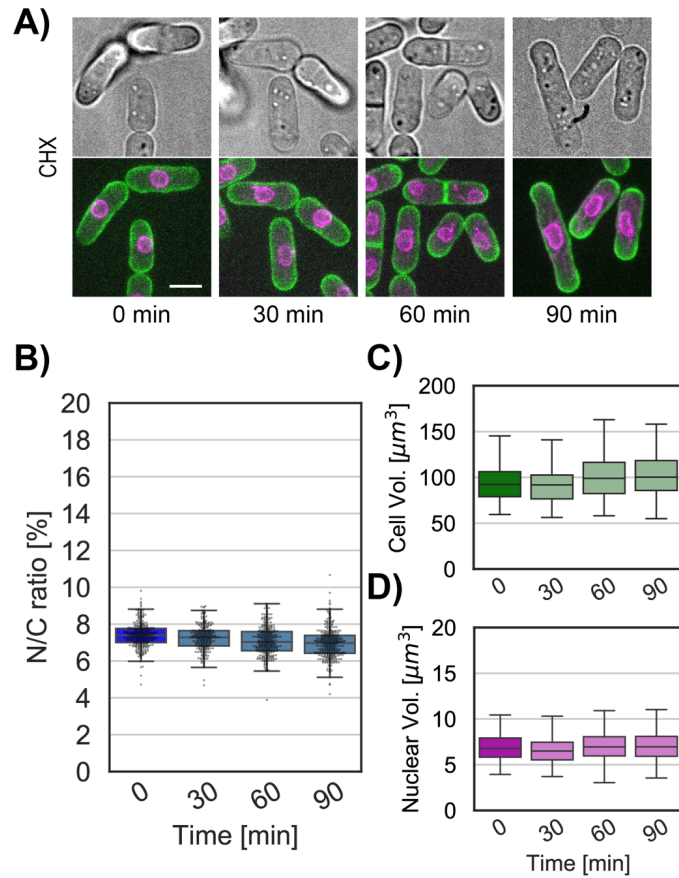 A)
CHX
0 min
30 min
60 min
90 min
B)
20
18
16
14
12
10
8
6
4
2
0
N/C ratio [%]
0
30
60
90
Time [min]
C)
200
150
100
50
0
Cell Vol. [μm³]
0
30
60
90
D)
20
15
10
5
0
Nuclear Vol. [μm³]
0
30
60
90
Time [min]